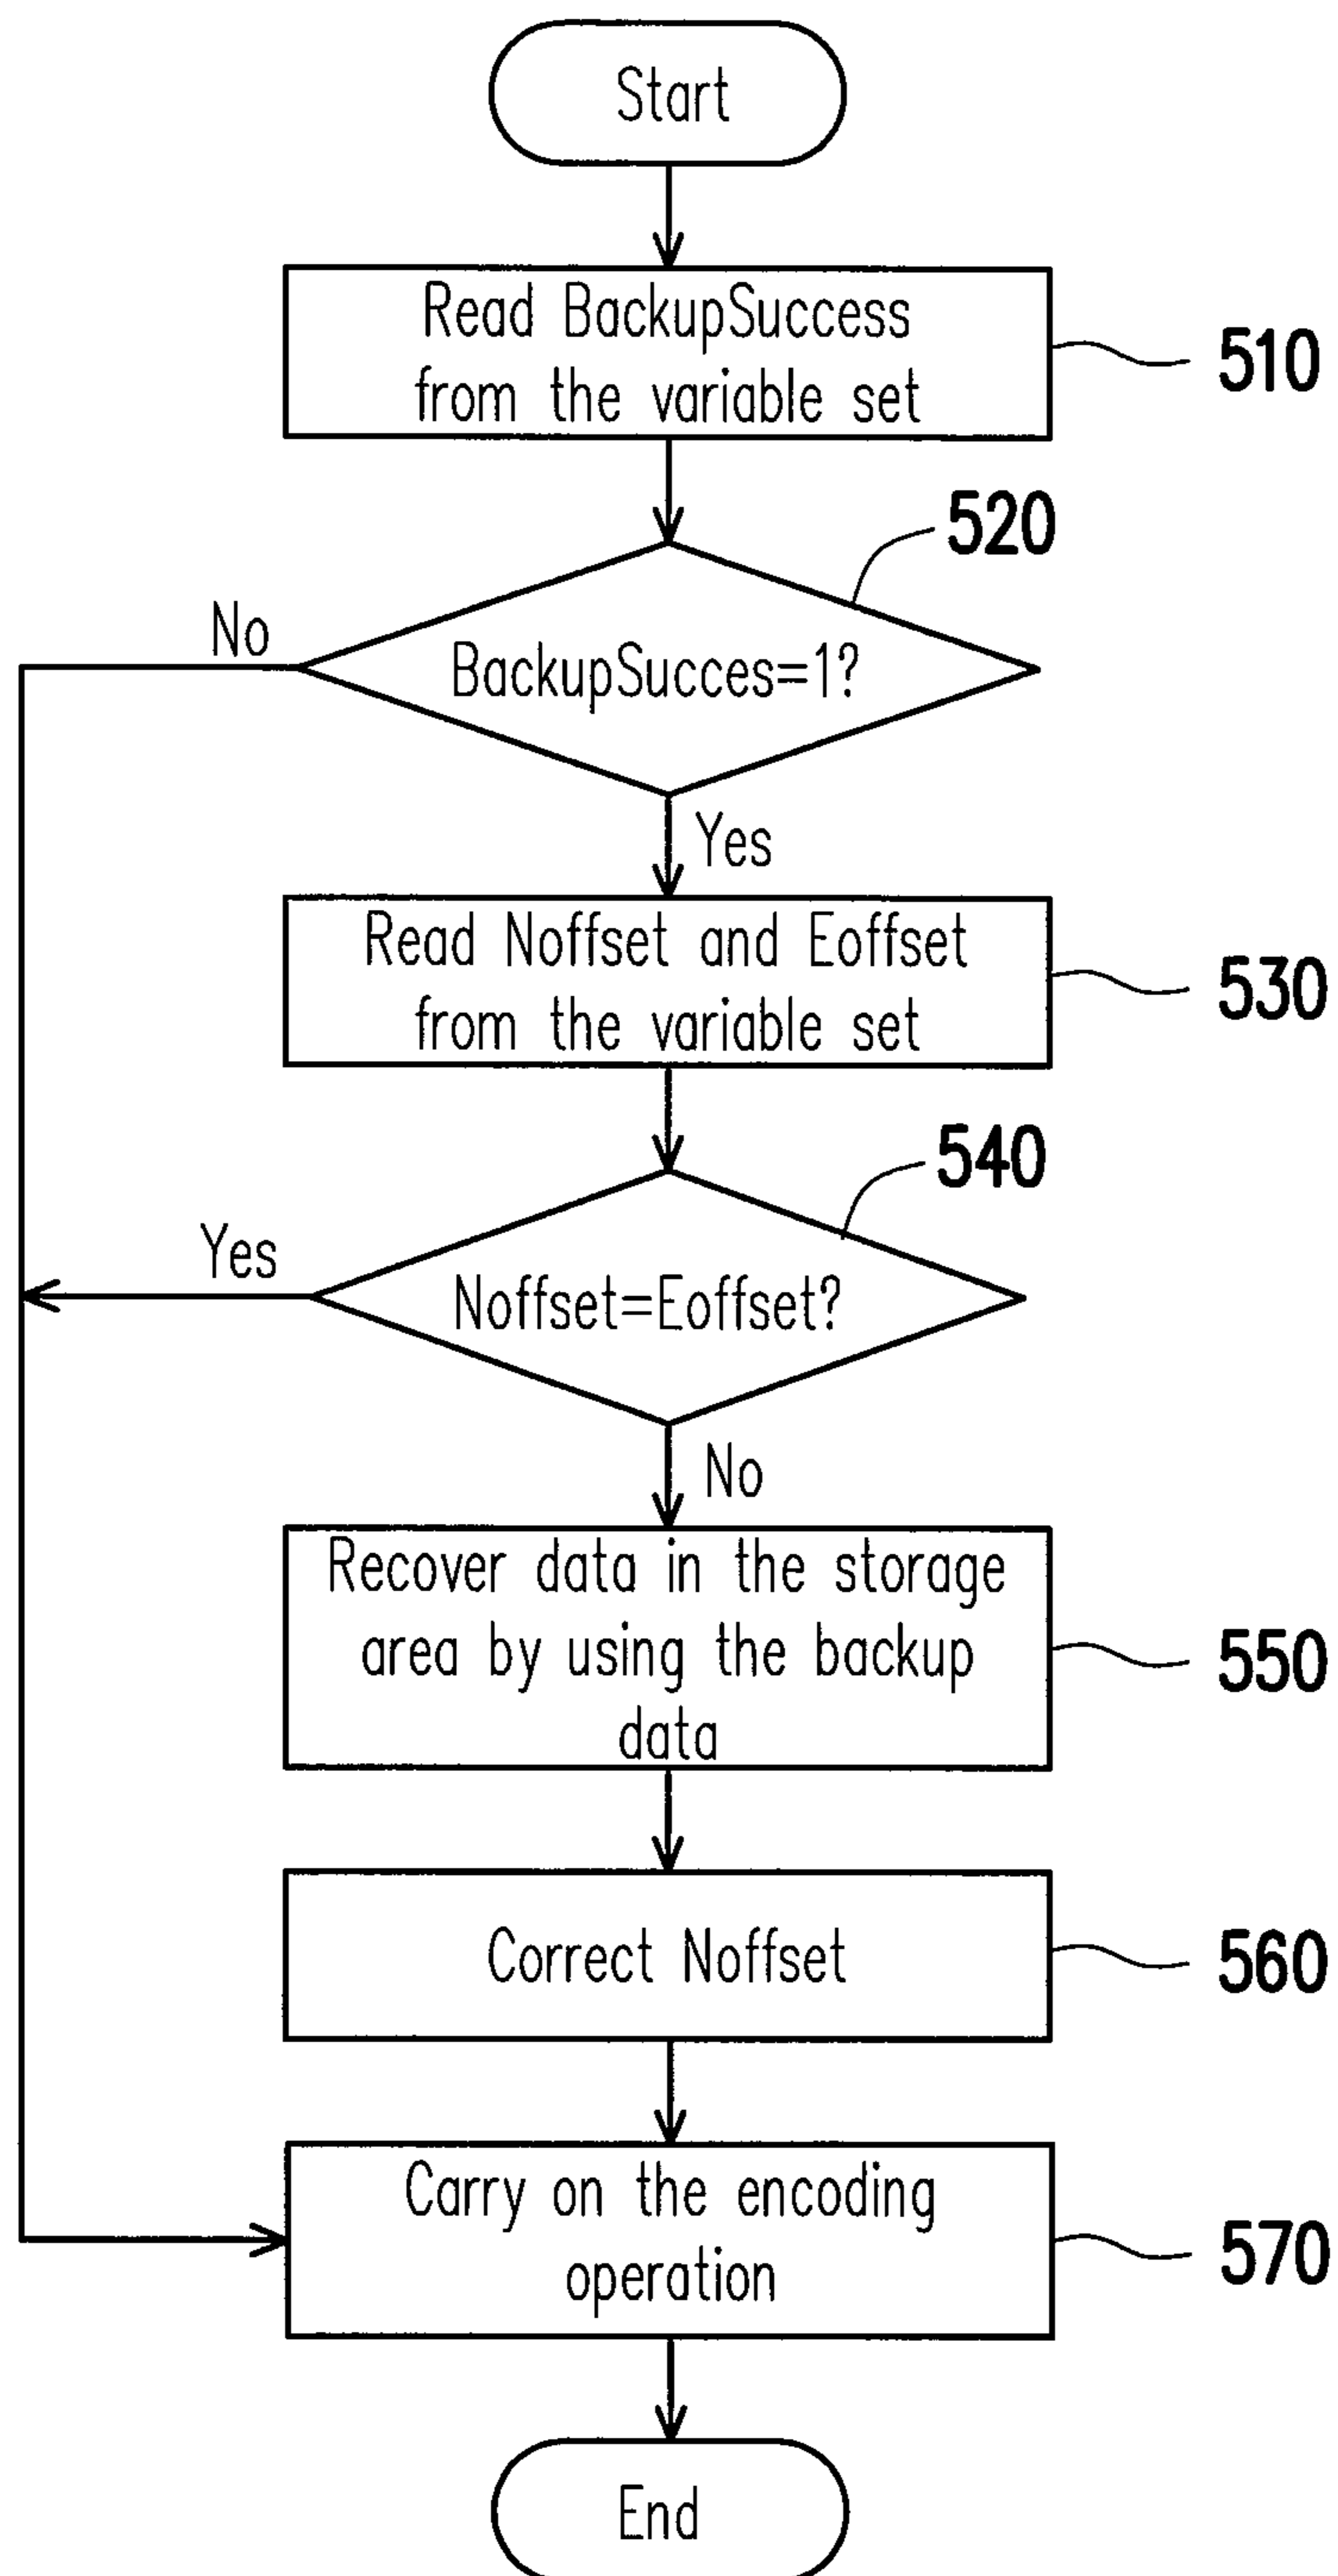 Start
Read BackupSuccess
from the variable set
510
520
No
BackupSucces=1?
Yes
Read Noffset and Eoffset
from the variable set
530
540
Yes
Noffset=Eoffset?
No
Recover data in the storage
area by using the backup
data
550
Correct Noffset
560
Carry on the encoding
operation
570
End